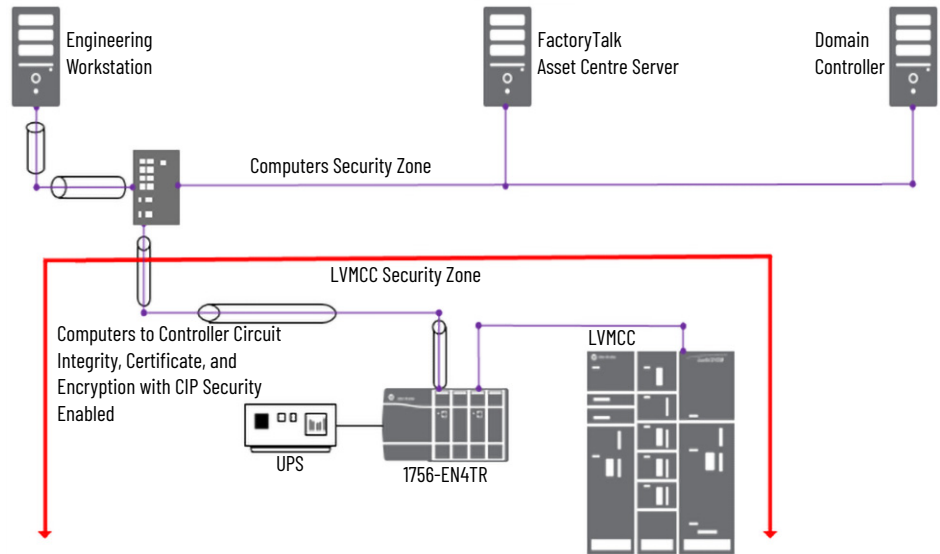 Engineering
Workstation
FactoryTalk
Asset Centre Server
Domain
Controller
Computers Security Zone
LVMCC Security Zone
Computers to Controller Circuit
Integrity, Certificate, and
Encryption with CIP Security
Enabled
LVMCC
UPS
1756-EN4TR